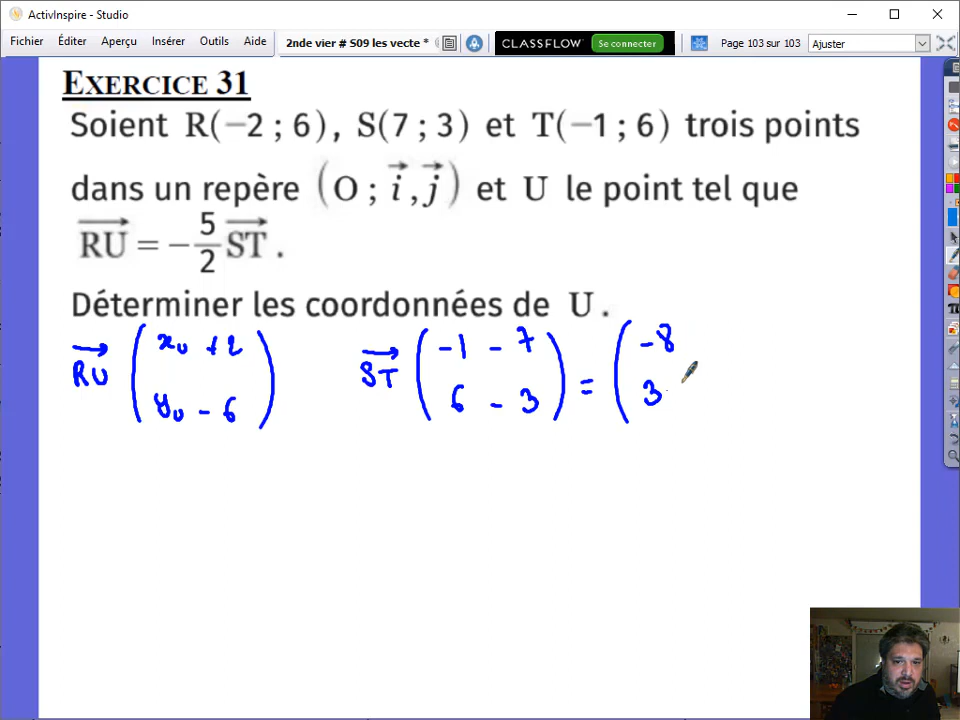 ActivInspire - Studio
Fichier Éditer Aperçu Insérer Outils Aide 2nde vier # S09 les vecte * CLASSFLOW Se connecter Page 103 sur 103 Ajuster
EXERCICE 31
Soient R(−2 ; 6), S(7 ; 3) et T(−1 ; 6) trois points
dans un repère (O ; i⃗, j⃗) et U le point tel que
RU⃗ = −5/2 ST⃗ .
Déterminer les coordonnées de U .
RU⃗ ( x_U + 2 ST⃗ ( -1 - 7 ) = ( -8
y_U - 6 ) 6 - 3 3